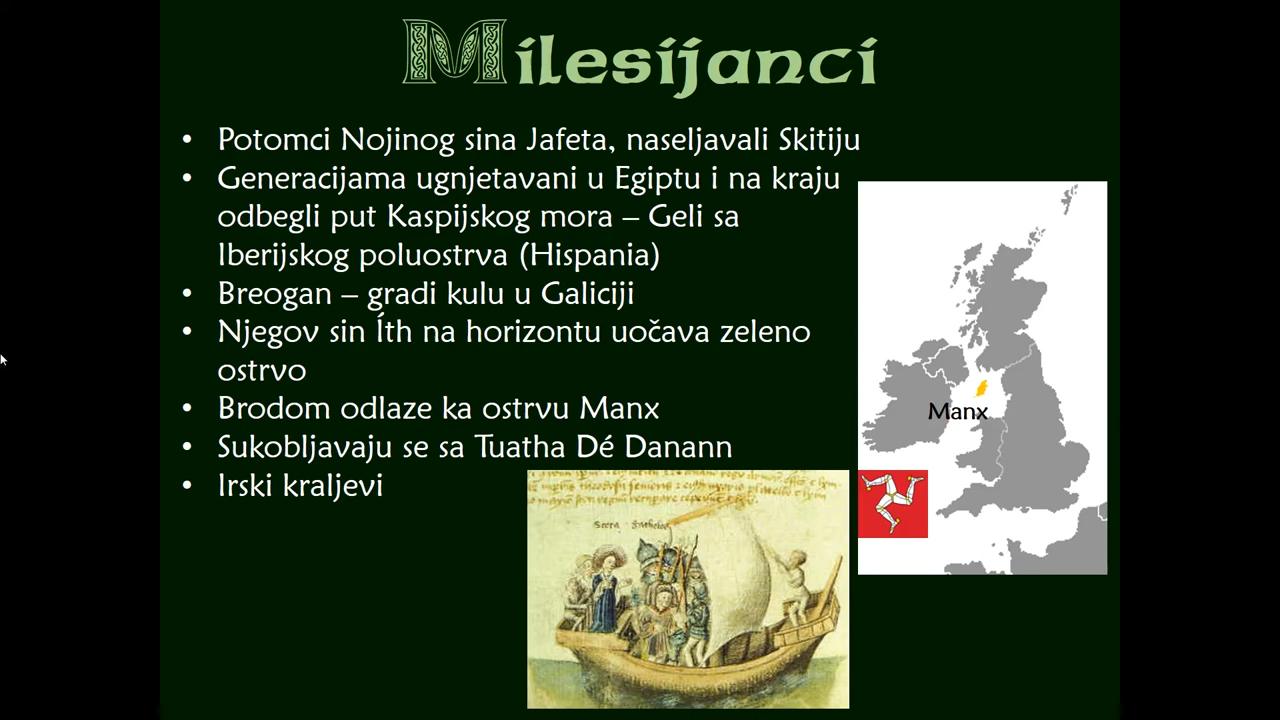 Milesijanci
• Potomci Nojinog sina Jafeta, naseljavali Skitiju
• Generacijama ugnjetavani u Egiptu i na kraju
odbegli put Kaspijskog mora – Geli sa
Iberijskog poluostrva (Hispania)
• Breogan – gradi kulu u Galiciji
• Njegov sin Íth na horizontu uočava zeleno
ostrvo
• Brodom odlaze ka ostrvu Manx
• Sukobljavaju se sa Tuatha Dé Danann
• Irski kraljevi
Manx
Scota